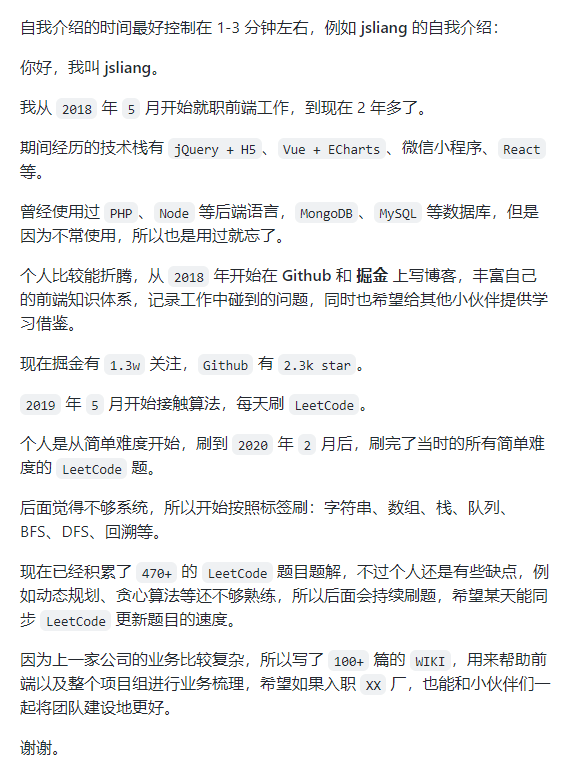 自我介绍的时间最好控制在 1-3 分钟左右，例如 jsliang 的自我介绍：
你好，我叫 jsliang。
我从 2018 年 5 月开始就职前端工作，到现在 2 年多了。
期间经历的技术栈有 jQuery + H5、Vue + ECharts、微信小程序、React
等。
曾经使用过 PHP、Node 等后端语言，MongoDB、MySQL 等数据库，但是
因为不常使用，所以也是用过就忘了。
个人比较能折腾，从 2018 年开始在 Github 和 掘金 上写博客，丰富自己
的前端知识体系，记录工作中碰到的问题，同时也希望给其他小伙伴提供学
习借鉴。
现在掘金有 1.3w 关注，Github 有 2.3k star。
2019 年 5 月开始接触算法，每天刷 LeetCode。
个人是从简单难度开始，刷到 2020 年 2 月后，刷完了当时的所有简单难
度的 LeetCode 题。
后面觉得不够系统，所以开始按照标签刷：字符串、数组、栈、队列、
BFS、DFS、回溯等。
现在已经积累了 470+ 的 LeetCode 题目题解，不过个人还是有些缺点，例
如动态规划、贪心算法等还不够熟练，所以后面会持续刷题，希望某天能同
步 LeetCode 更新题目的速度。
因为上一家公司的业务比较复杂，所以写了 100+ 篇的 WIKI，用来帮助前
端以及整个项目组进行业务梳理，希望如果入职 XX 厂，也能和小伙伴们一
起将团队建设地更好。
谢谢。